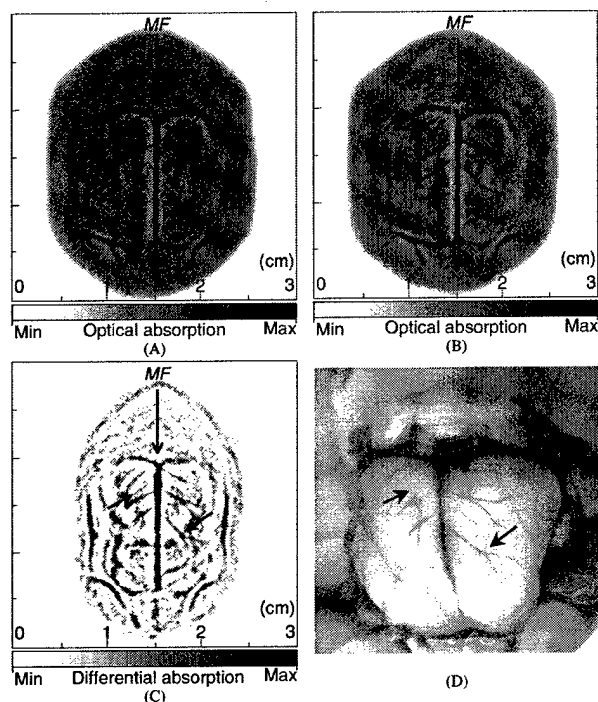 MF
(cm)
0 1 2 3
Min Optical absorption Max
(A)
MF
(cm)
0 1 2 3
Min Optical absorption Max
(B)
MF
(cm)
0 1 2 3
Min Differential absorption Max
(C)
(D)